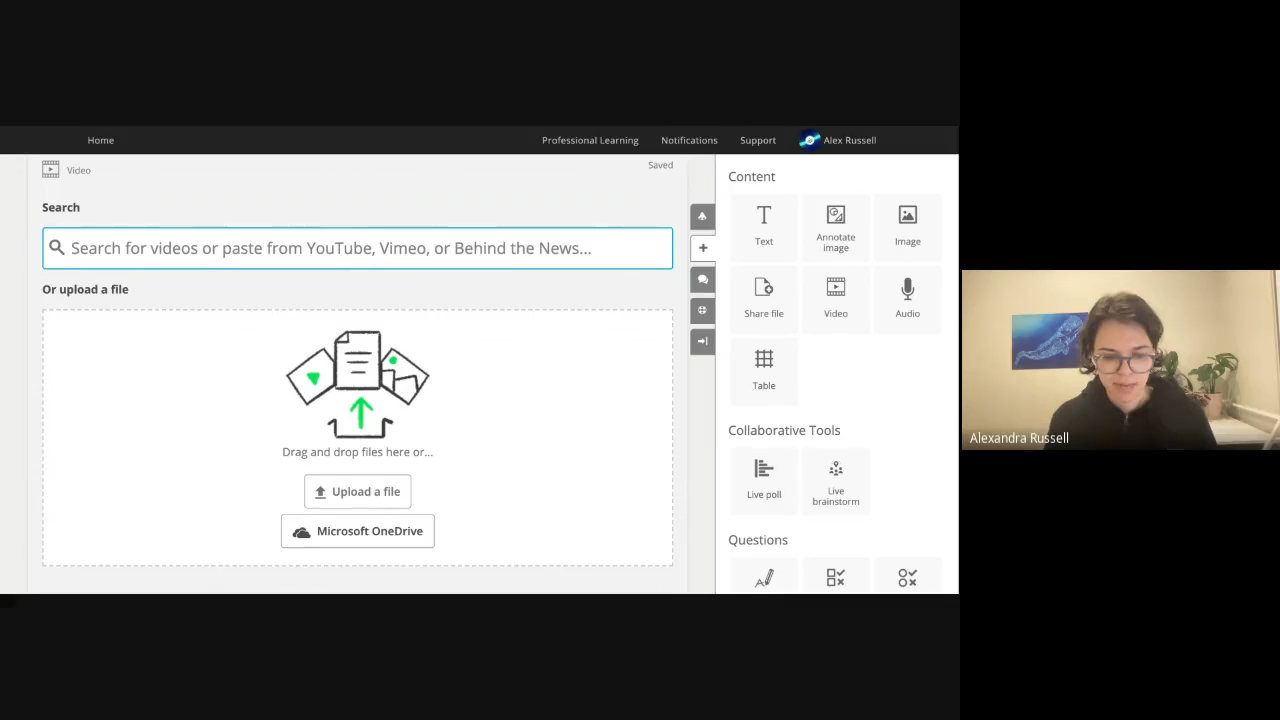 Home
Professional Learning
Notifications
Support
Alex Russell
Video
Saved
Search
Search for videos or paste from YouTube, Vimeo, or Behind the News...
Or upload a file
Drag and drop files here or...
Upload a file
Microsoft OneDrive
Content
Text
Annotate
image
Image
Share file
Video
Audio
Table
Collaborative Tools
Live poll
Live
brainstorm
Questions
Alexandra Russell